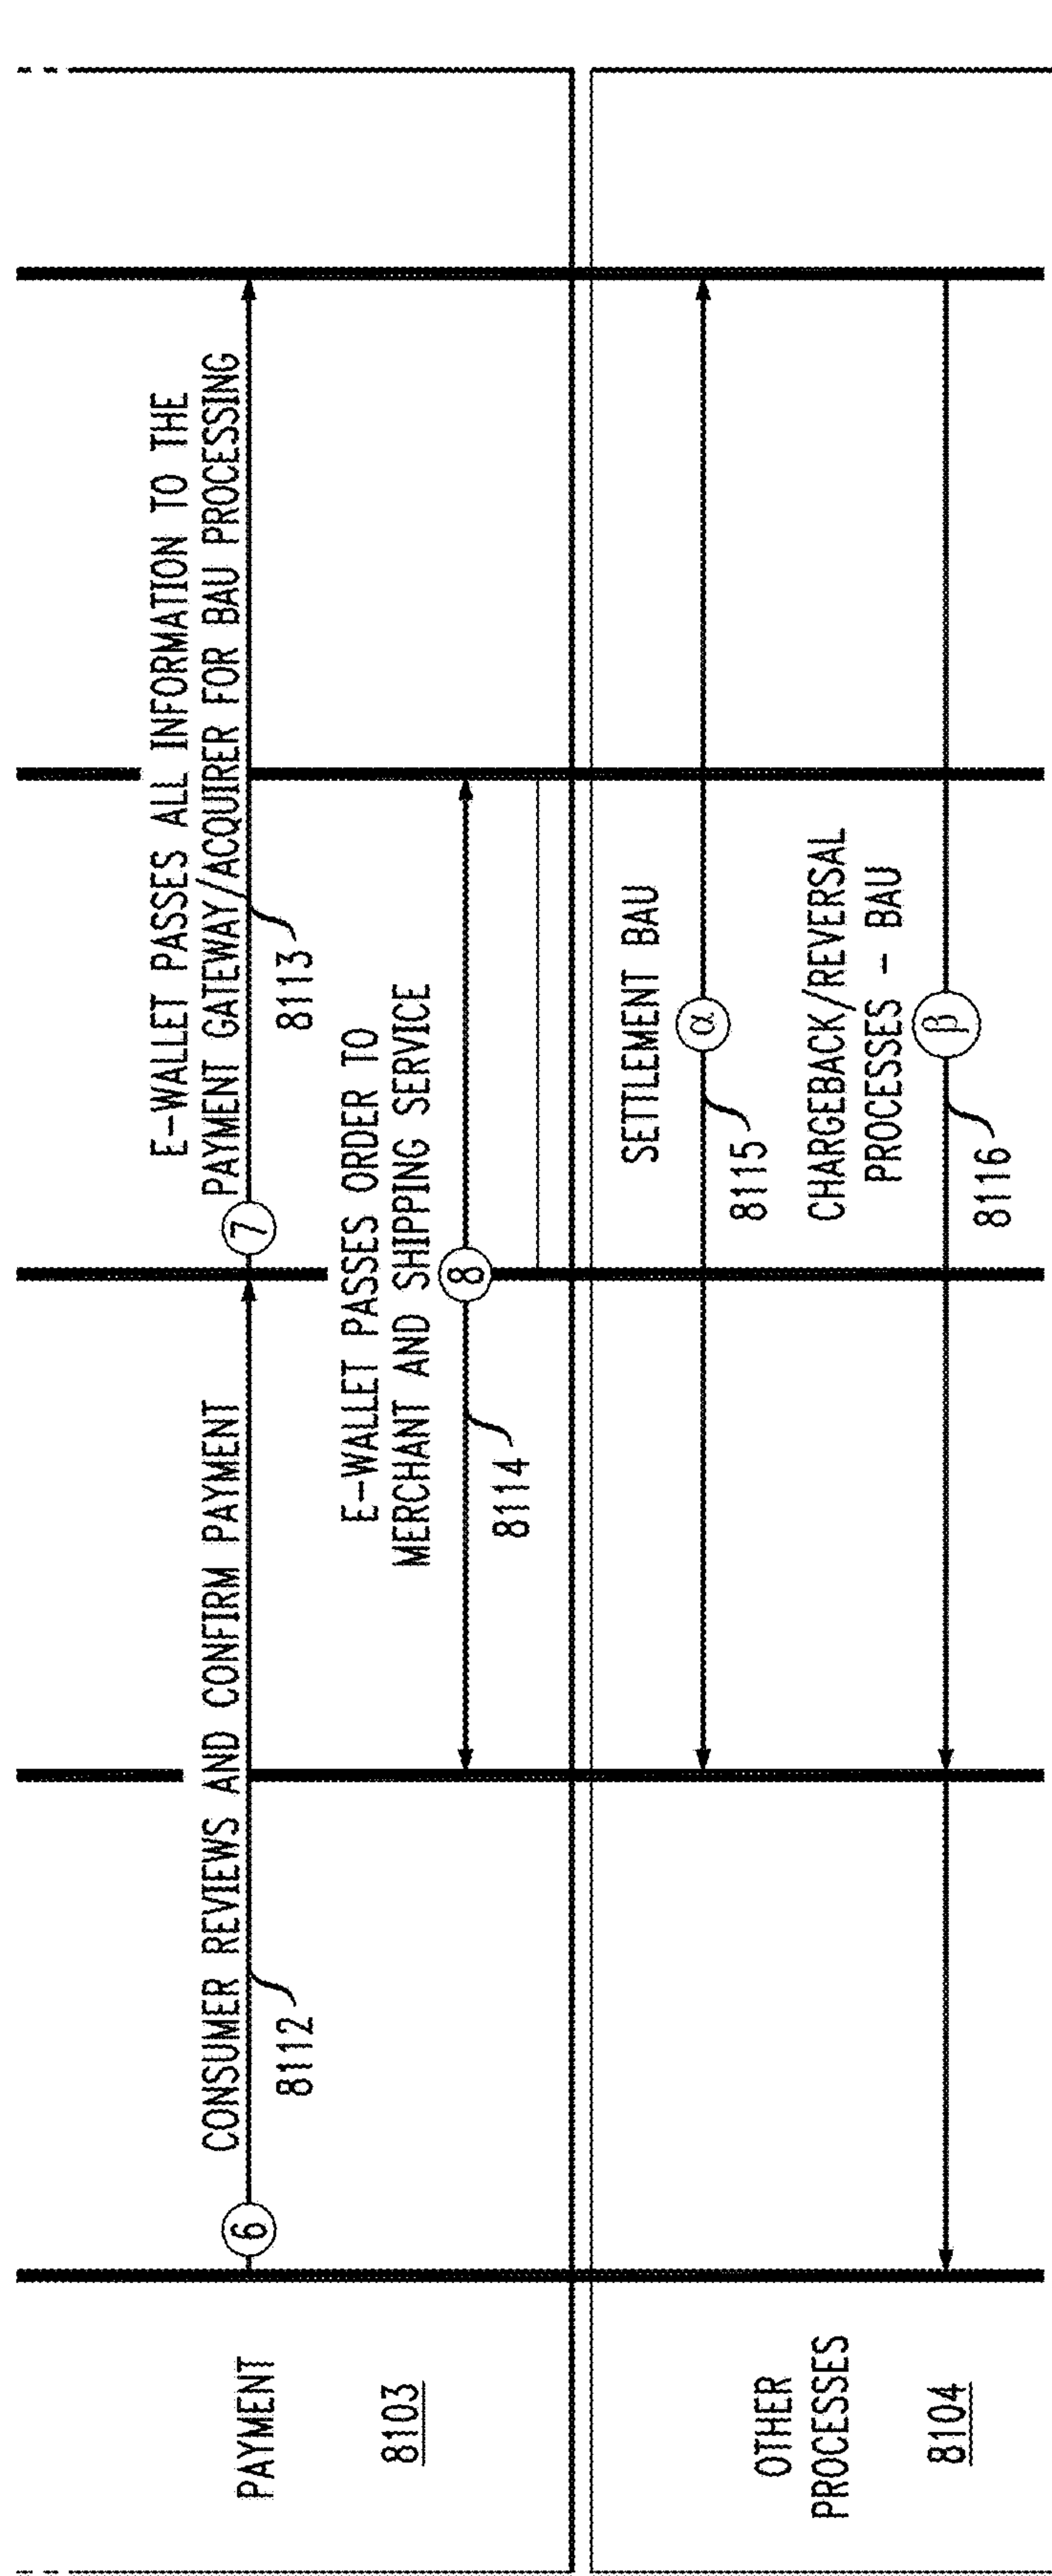 PAYMENT
8103
6
CONSUMER REVIEWS AND CONFIRM PAYMENT
8112
7
E-WALLET PASSES ALL INFORMATION TO THE
PAYMENT GATEWAY/ACQUIRER FOR BAU PROCESSING
8113
E-WALLET PASSES ORDER TO
MERCHANT AND SHIPPING SERVICE
8
8114
OTHER
PROCESSES
8104
SETTLEMENT BAU
α
8115
CHARGEBACK/REVERSAL
PROCESSES - BAU
β
8116